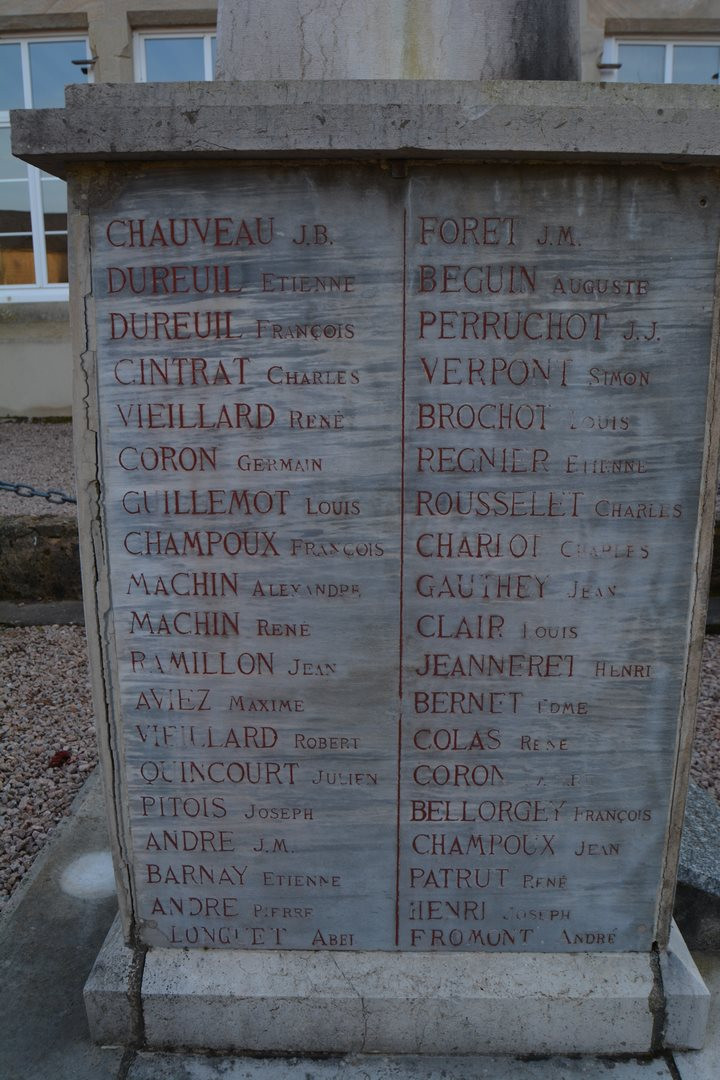 CHAUVEAU J.B.
DUREUIL ETIENNE
DUREUIL FRANÇOIS
CINTRAT CHARLES
VIEILLARD RENÉ
CORON GERMAIN
GUILLEMOT LOUIS
CHAMPOUX FRANÇOIS
MACHIN ALEXANDRE
MACHIN RENÉ
RAMILLON JEAN
AVIEZ MAXIME
VIEILLARD ROBERT
QUINCOURT JULIEN
PITOIS JOSEPH
ANDRE J.M.
BARNAY ETIENNE
ANDRE PIERRE
LONGUET ABEL
FORET J.M.
BEGUIN AUGUSTE
PERRUCHOT J.J.
VERPONT SIMON
BROCHOT LOUIS
REGNIER ETIENNE
ROUSSELET CHARLES
CHARLOT CHARLES
GAUTHEY JEAN
CLAIR LOUIS
JEANNERET HENRI
BERNET EDME
COLAS RENÉ
CORON
BELLORGEY FRANÇOIS
CHAMPOUX JEAN
PATRUT RENÉ
HENRI JOSEPH
FROMONT ANDRÉ